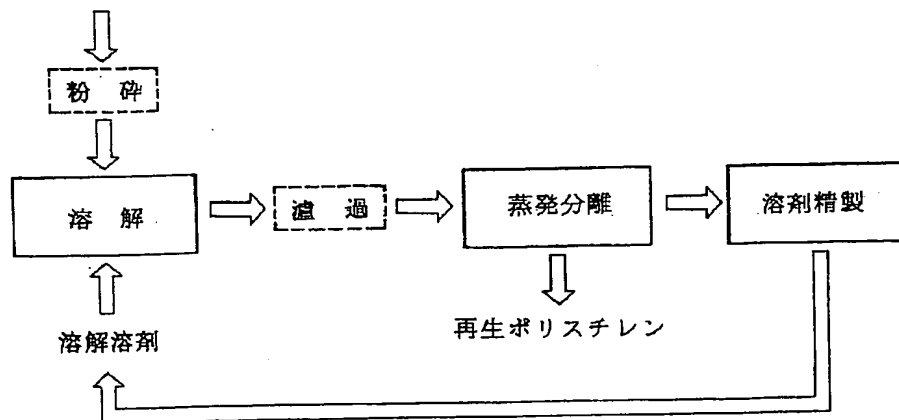 粉砕
溶解
濾過
蒸発分離
溶剤精製
溶解溶剤
再生ポリスチレン